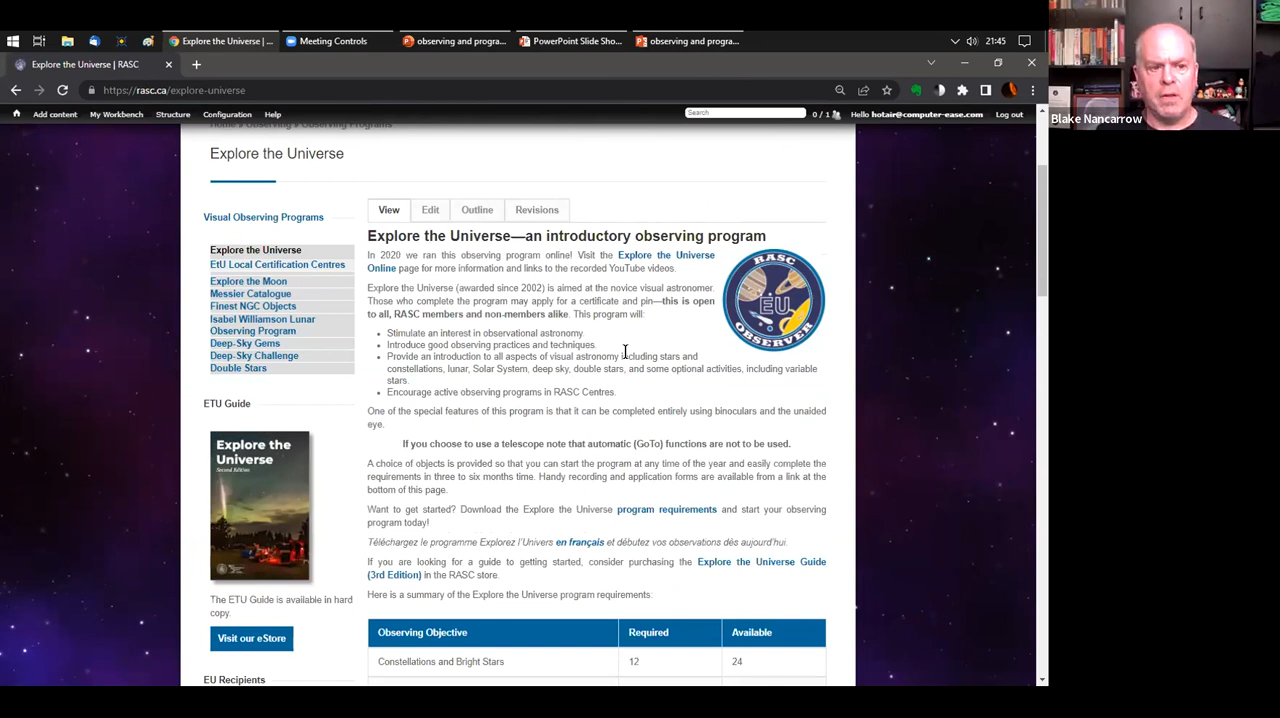 Explore the Universe | ...
Meeting Controls
observing and progra...
PowerPoint Slide Sho...
observing and progra...
21:45
Explore the Universe | RASC
https://rasc.ca/explore-universe
Add content My Workbench Structure Configuration Help
Search
0 / 1
Hello hotair@computer-ease.com Log out
Blake Nancarrow
Home » Observing » Observing Programs
Explore the Universe
Visual Observing Programs
Explore the Universe
EtU Local Certification Centres
Explore the Moon
Messier Catalogue
Finest NGC Objects
Isabel Williamson Lunar
Observing Program
Deep-Sky Gems
Deep-Sky Challenge
Double Stars
ETU Guide
Explore the
Universe
Second Edition
The ETU Guide is available in hard
copy.
Visit our eStore
EU Recipients
View Edit Outline Revisions
Explore the Universe—an introductory observing program
In 2020 we ran this observing program online! Visit the Explore the Universe
Online page for more information and links to the recorded YouTube videos.
Explore the Universe (awarded since 2002) is aimed at the novice visual astronomer.
Those who complete the program may apply for a certificate and pin—this is open
to all, RASC members and non-members alike. This program will:
Stimulate an interest in observational astronomy.
Introduce good observing practices and techniques.
Provide an introduction to all aspects of visual astronomy including stars and
constellations, lunar, Solar System, deep sky, double stars, and some optional activities, including variable
stars.
Encourage active observing programs in RASC Centres.
RASC
EU
OBSERVER
One of the special features of this program is that it can be completed entirely using binoculars and the unaided
eye.
If you choose to use a telescope note that automatic (GoTo) functions are not to be used.
A choice of objects is provided so that you can start the program at any time of the year and easily complete the
requirements in three to six months time. Handy recording and application forms are available from a link at the
bottom of this page.
Want to get started? Download the Explore the Universe program requirements and start your observing
program today!
Téléchargez le programme Explorez l'Univers en français et débutez vos observations dès aujourd'hui.
If you are looking for a guide to getting started, consider purchasing the Explore the Universe Guide
(3rd Edition) in the RASC store.
Here is a summary of the Explore the Universe program requirements:
Observing Objective Required Available
Constellations and Bright Stars 12 24